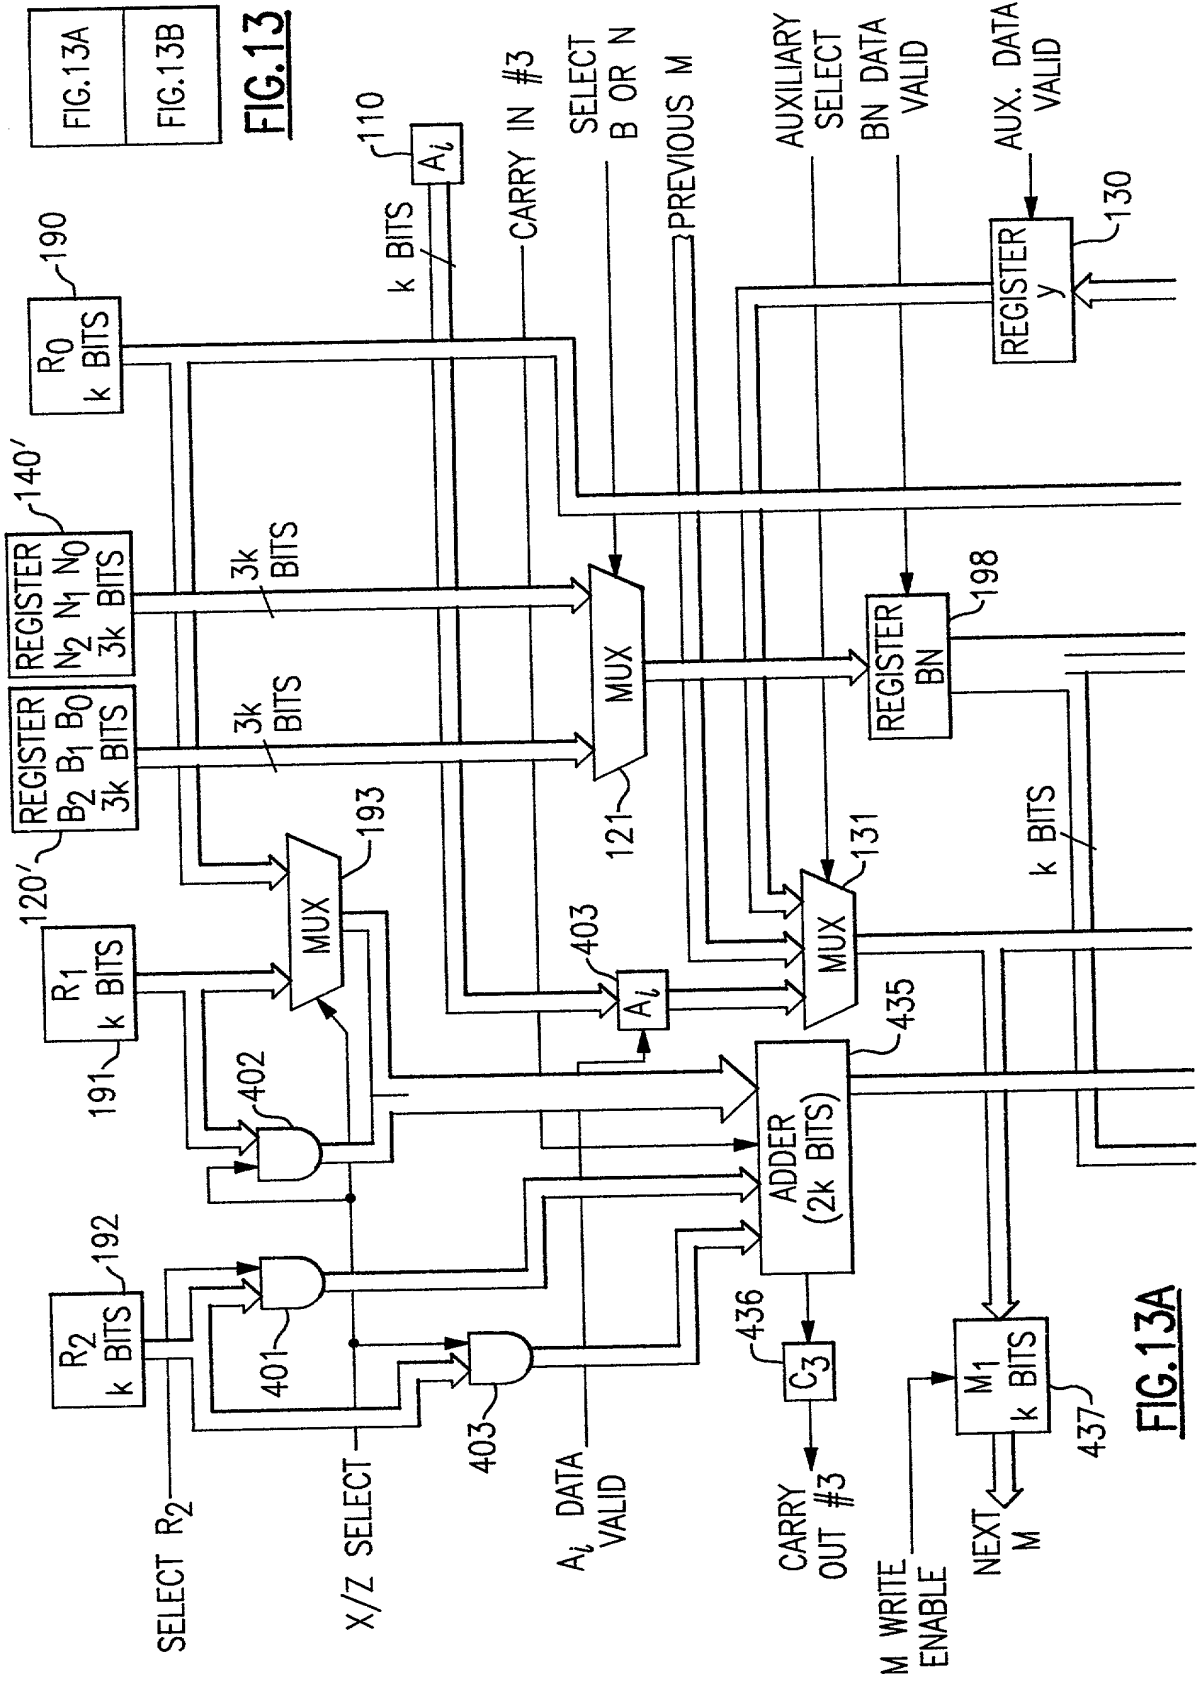 FIG.13A
FIG.13B
FIG.13
SELECT R2
R2
k BITS
192
R1
k BITS
191
REGISTER
B2 B1 B0
3k BITS
120'
REGISTER
N2 N1 N0
3k BITS
140'
R0
k BITS
190
401
402
MUX
193
3k
BITS
3k
BITS
X/Z SELECT
403
k BITS
Ai
110
CARRY IN #3
Ai DATA
VALID
Ai
403
MUX
121
SELECT
B OR N
PREVIOUS M
CARRY
OUT #3
C3
436
ADDER
(2k BITS)
435
MUX
131
AUXILIARY
SELECT
BN DATA
VALID
REGISTER
BN
198
M WRITE
ENABLE
NEXT
M
M1
k BITS
437
k BITS
REGISTER
y
130
AUX. DATA
VALID
FIG.13A